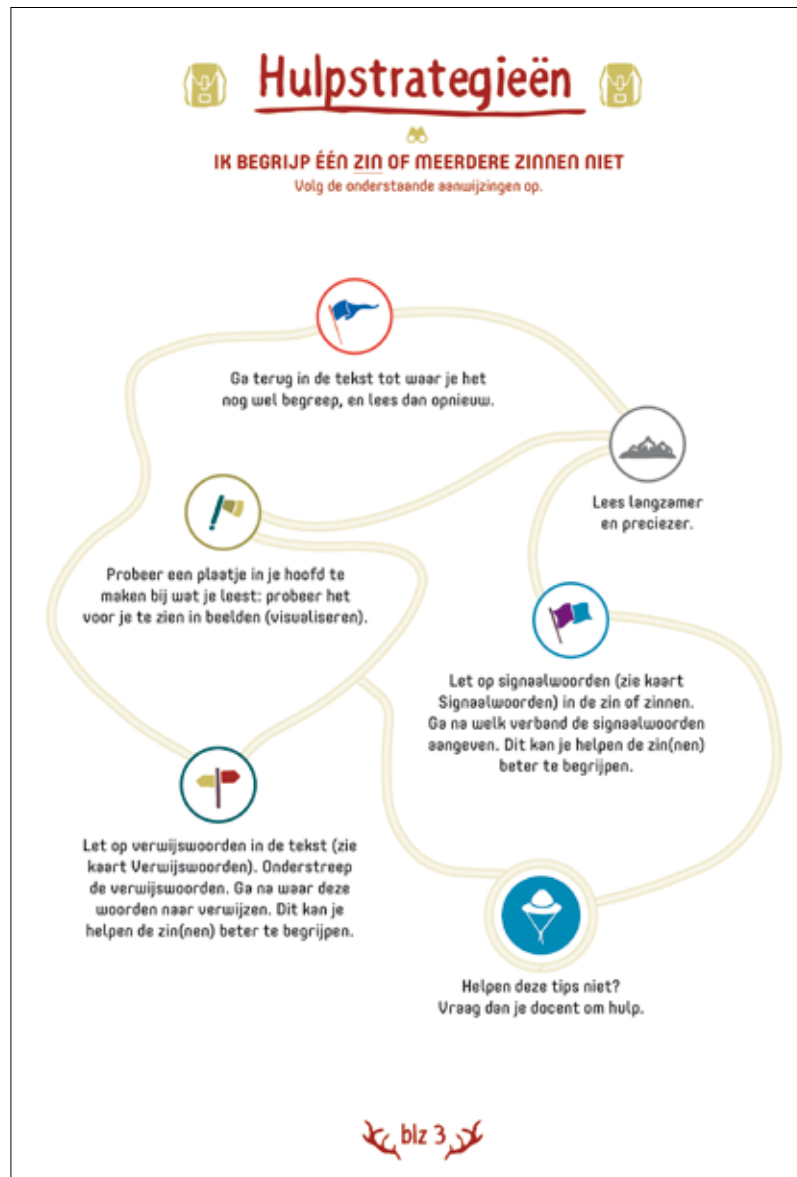 Hulpstrategieën
IK BEGRIJP ÉÉN ZIN OF MEERDERE ZINNEN NIET
Volg de onderstaande aanwijzingen op.
Ga terug in de tekst tot waar je het
nog wel begreep, en lees dan opnieuw.
Lees langzamer
en preciezer.
Probeer een plaatje in je hoofd te
maken bij wat je leest: probeer het
voor je te zien in beelden (visualiseren).
Let op signaalwoorden (zie kaart
Signaalwoorden) in de zin of zinnen.
Ga na welk verband de signaalwoorden
aangeven. Dit kan je helpen de zin(nen)
beter te begrijpen.
Let op verwijswoorden in de tekst (zie
kaart Verwijswoorden). Onderstreep
de verwijswoorden. Ga na waar deze
woorden naar verwijzen. Dit kan je
helpen de zin(nen) beter te begrijpen.
Helpen deze tips niet?
Vraag dan je docent om hulp.
blz 3